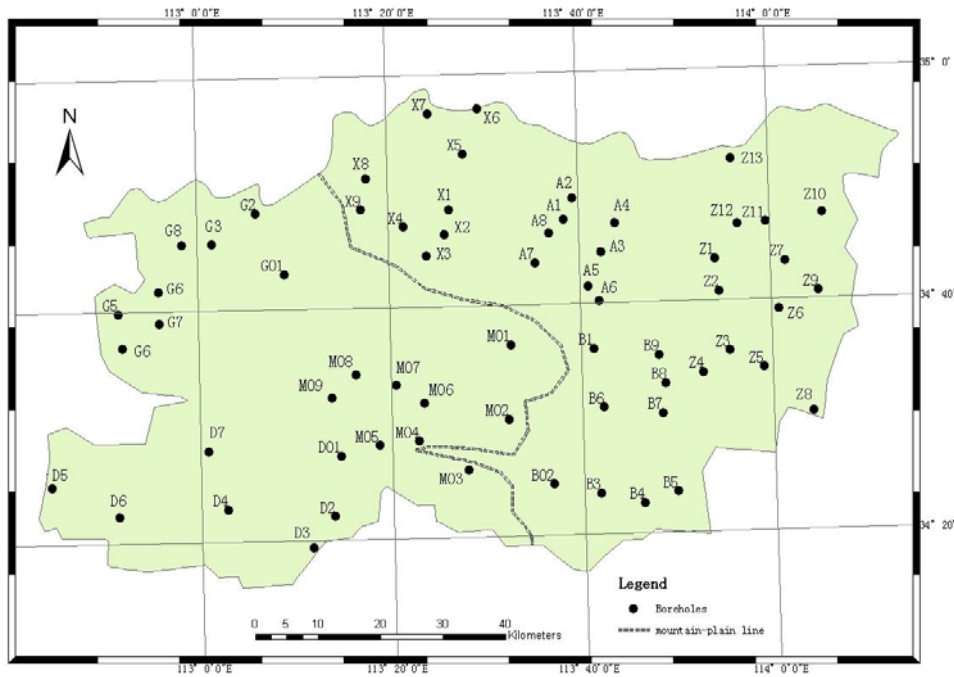 113° 0′0″E 113° 20′0″E 113° 40′0″E 114° 0′0″E
35° 0′
N
X7 X6
X5 Z13
X8
A2
G2 X9 X1 A1 A4 Z12 Z11 Z10
G8 G3 X4 X2 A8
X3 A7 A3 Z1 Z7
G01
A5 Z2 Z9
G6 A6 34° 40′
G5 Z6
G7
G6 M01 B1 B9 Z3
M08 M07 B8 Z4 Z5
M09 M06
M02 B6 B7 Z8
D7 D01 M05 M04
D5 M03 B02 B3 B4 B5
D6 D4 D2
D3 34° 20′
Legend
Boreholes
mountain-plain line
0 5 10 20 30 40
Kilometers
113° 0′0″E 113° 20′0″E 113° 40′0″E 114° 0′0″E